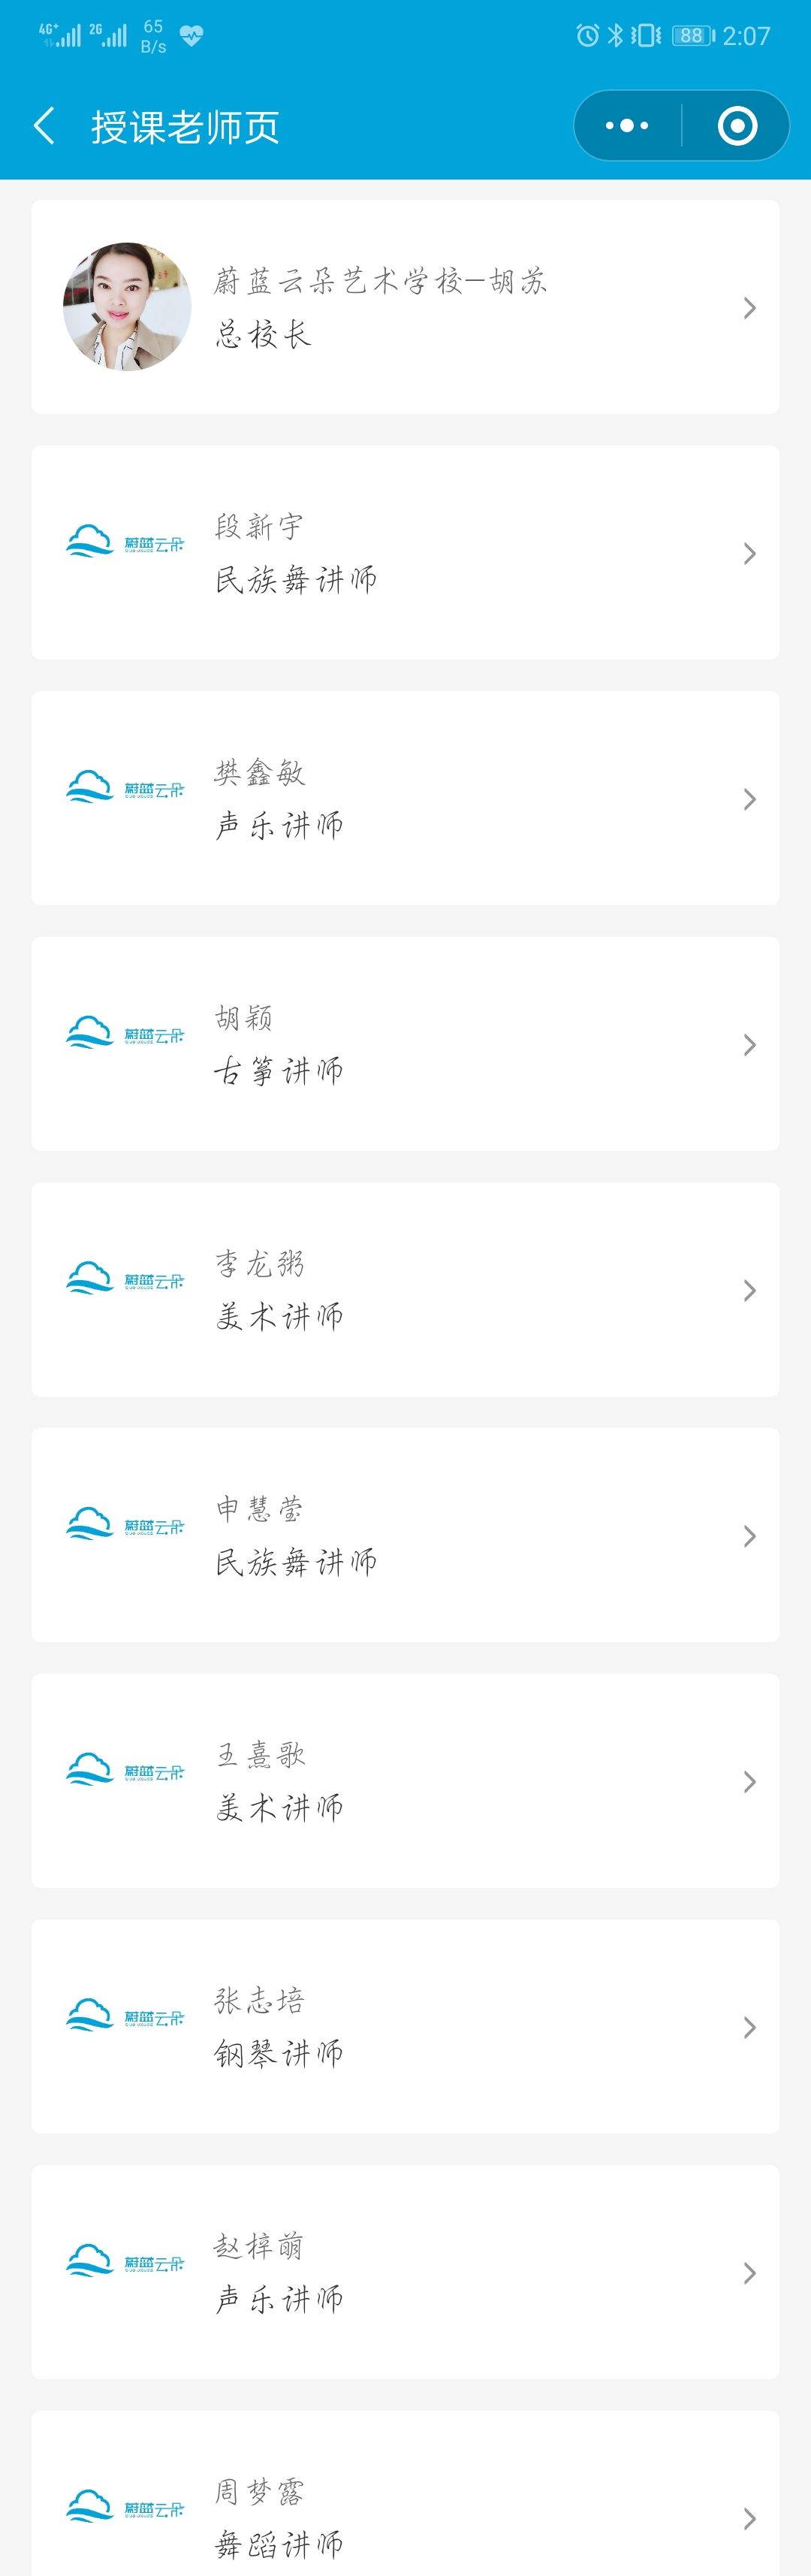 4G+ 2G 65 B/s 88 2:07
授课老师页
蔚蓝云朵艺术学校—胡苏
总校长
蔚蓝云朵
段新宇
民族舞讲师
蔚蓝云朵
樊鑫敏
声乐讲师
蔚蓝云朵
胡颖
古筝讲师
蔚蓝云朵
李龙粥
美术讲师
蔚蓝云朵
申慧莹
民族舞讲师
蔚蓝云朵
王熹歌
美术讲师
蔚蓝云朵
张志培
钢琴讲师
蔚蓝云朵
赵梓萌
声乐讲师
蔚蓝云朵
周梦露
舞蹈讲师